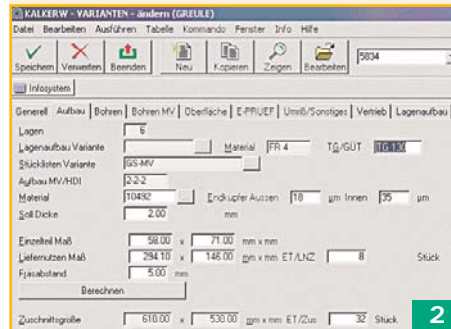 KALKERW - VARIANTEN - ändern (GREULE)
Datei Bearbeiten Ausführen Tabelle Kommando Fenster Info Hilfe
Speichern Verwerten Beenden Neu Kopieren Zeigen Bearbeiten 5834
Infosystem
Generell Aufbau Bohren Bohren MV Oberfläche E-PRUEF Umriß/Sonstiges Vertrieb Lagenaufbau
Lagen 6
Lagenaufbau Variante Material FR 4 TG/GÜT TG 130
Stücklisten Variante GS-MV
Aufbau MV/HDI 2-2-2
Material 10492 Endkupfer Aussen 18 µm Innen 35 µm
Soll Dicke 2.00 mm
Einzelteil Maß 58.00 x 71.00 mm x mm
Liefernutzen Maß 294.10 x 146.00 mm x mm ET/LNZ 8 Stück
Fräsabstand 5.00 mm
Berechnen
Zuschnittsgröße 610.00 x 530.00 mm x mm ET/Zus 32 Stück
2